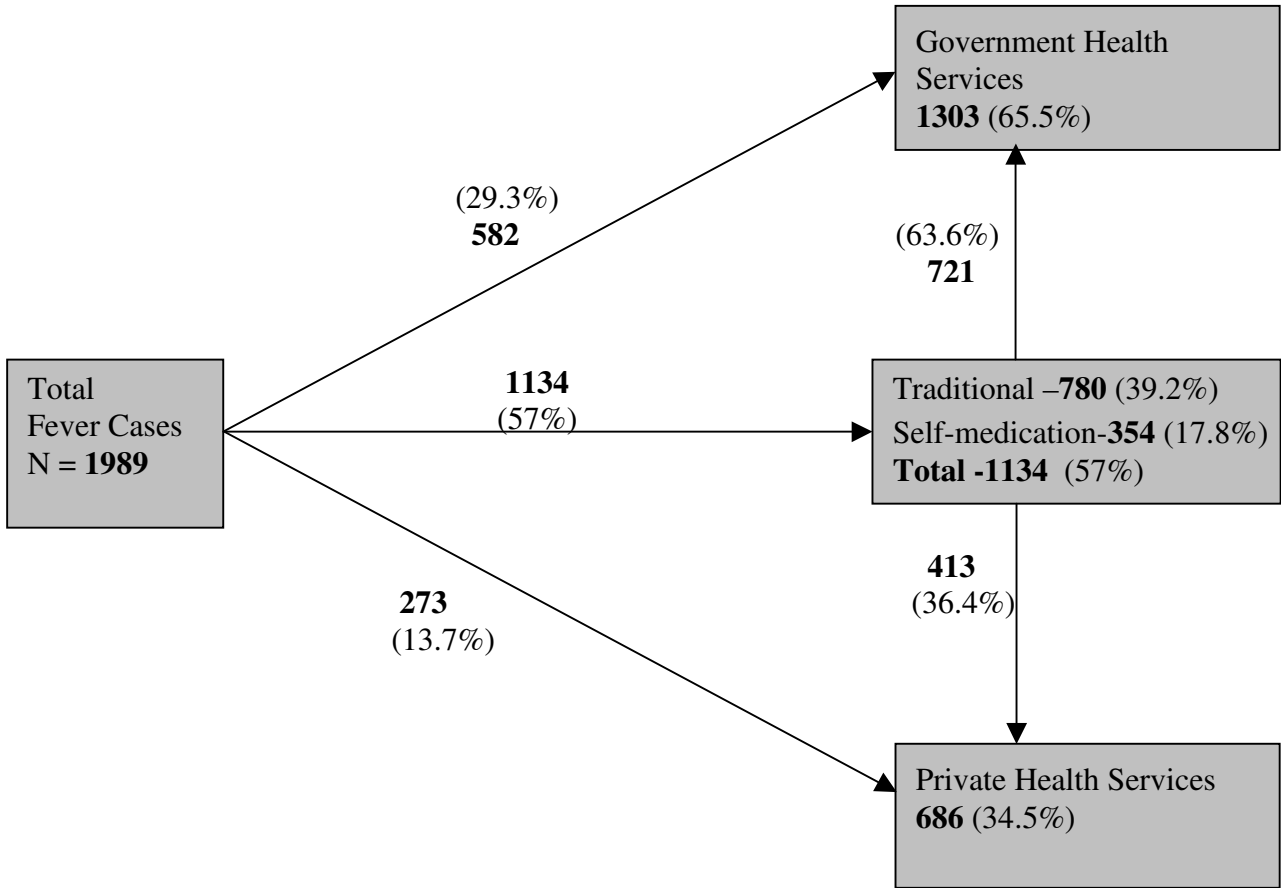 Government Health
Services
1303 (65.5%)
(29.3%)
582
(63.6%)
721
Total
Fever Cases
N = 1989
1134
(57%)
Traditional –780 (39.2%)
Self-medication-354 (17.8%)
Total -1134 (57%)
273
(13.7%)
413
(36.4%)
Private Health Services
686 (34.5%)